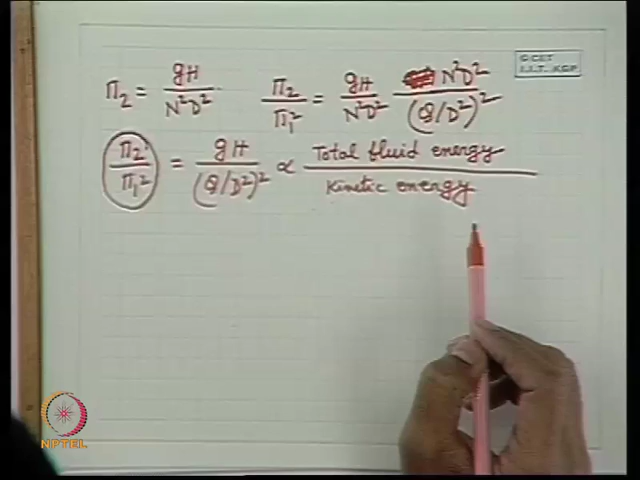 © CET
I.I.T. KGP
Π₂ = gH / N²D²    Π₂ / Π₁² = gH / N²D² · N²D² / (Q/D²)²
Π₂ / Π₁² = gH / (Q/D²)² ∝ Total fluid energy / Kinetic energy
NPTEL